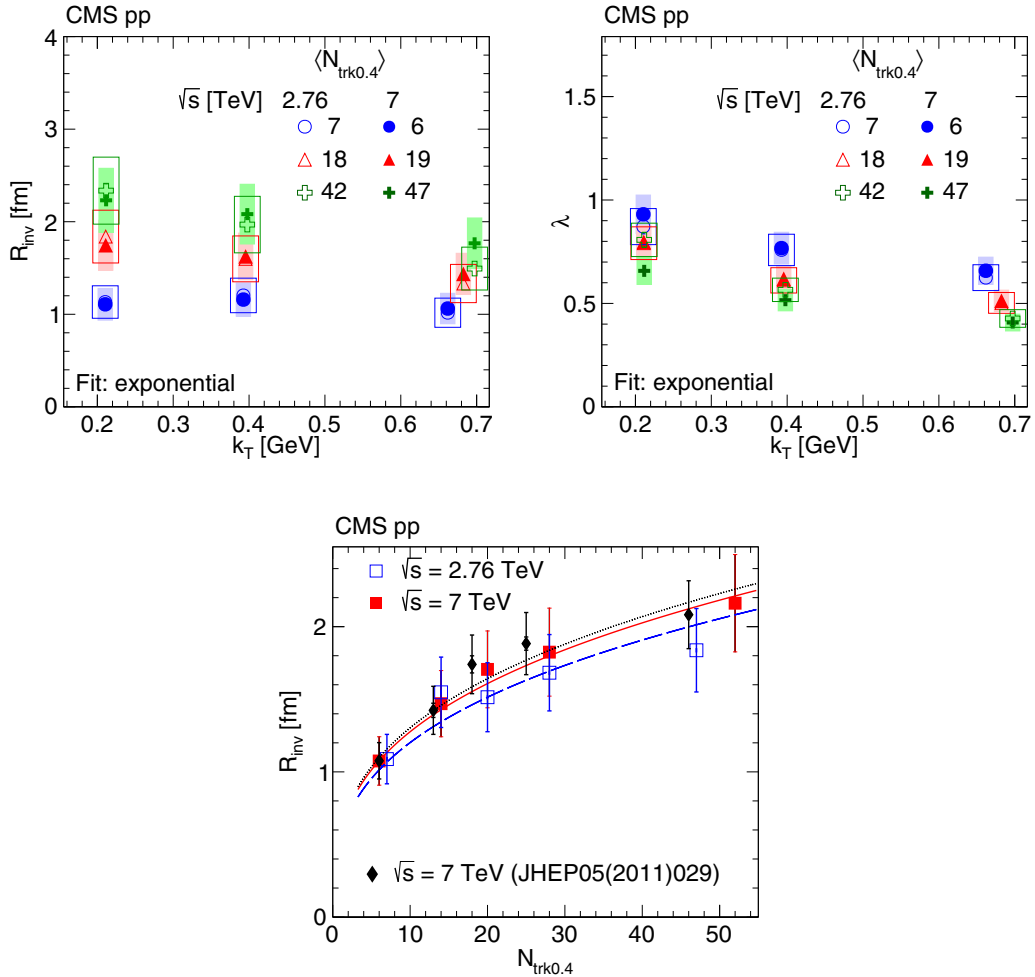 CMS pp
4
3
2
1
0
R_inv [fm]
⟨N_trk0.4⟩
√s [TeV] 2.76 7
7 6
18 19
42 47
Fit: exponential
0.2 0.3 0.4 0.5 0.6 0.7
k_T [GeV]
CMS pp
1.5
1
0.5
0
λ
⟨N_trk0.4⟩
√s [TeV] 2.76 7
7 6
18 19
42 47
Fit: exponential
0.2 0.3 0.4 0.5 0.6 0.7
k_T [GeV]
CMS pp
2
1
0
R_inv [fm]
√s = 2.76 TeV
√s = 7 TeV
√s = 7 TeV (JHEP05(2011)029)
0 10 20 30 40 50
N_trk0.4